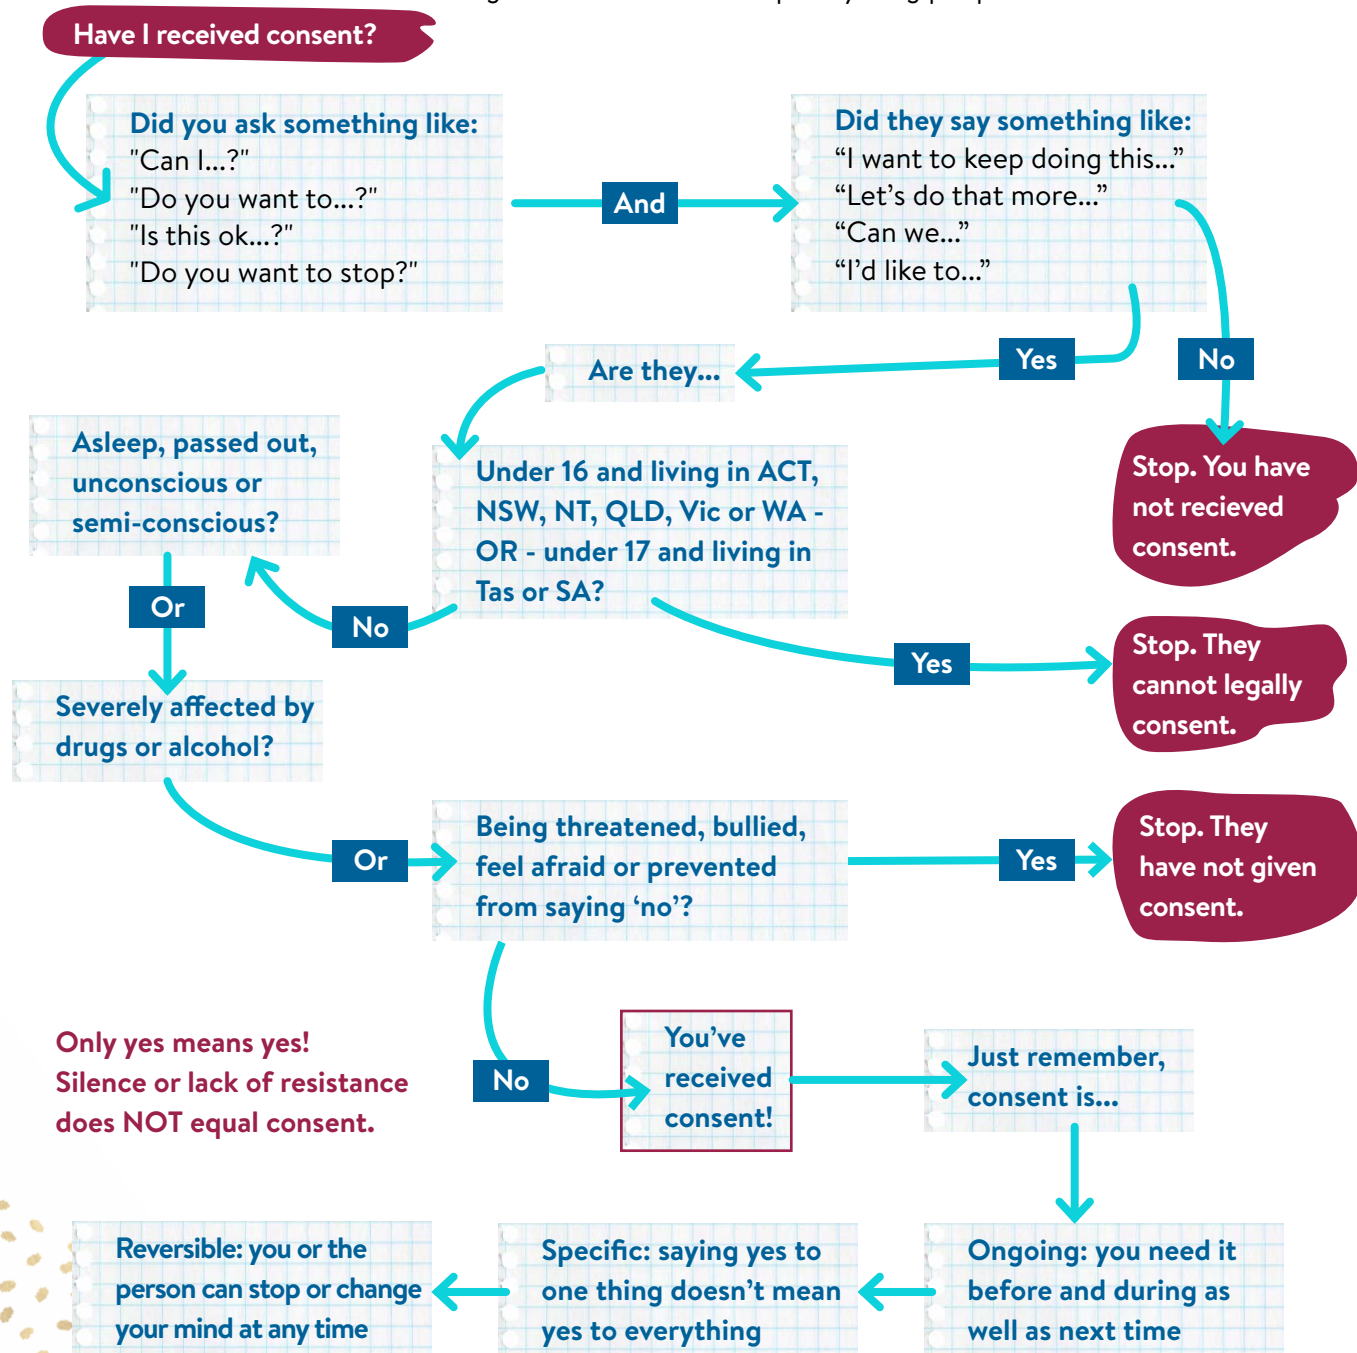 Have I received consent?
Did you ask something like:
"Can I...?"
"Do you want to...?"
"Is this ok...?"
"Do you want to stop?"
And
Did they say something like:
“I want to keep doing this...”
“Let’s do that more...”
“Can we...”
“I’d like to...”
Yes
No
Are they...
Stop. You have
not recieved
consent.
Under 16 and living in ACT,
NSW, NT, QLD, Vic or WA -
OR - under 17 and living in
Tas or SA?
No
Yes
Stop. They
cannot legally
consent.
Asleep, passed out,
unconscious or
semi-conscious?
Or
Severely affected by
drugs or alcohol?
Or
Being threatened, bullied,
feel afraid or prevented
from saying ‘no’?
Yes
Stop. They
have not given
consent.
No
You’ve
received
consent!
Only yes means yes!
Silence or lack of resistance
does NOT equal consent.
Just remember,
consent is...
Ongoing: you need it
before and during as
well as next time
Specific: saying yes to
one thing doesn’t mean
yes to everything
Reversible: you or the
person can stop or change
your mind at any time